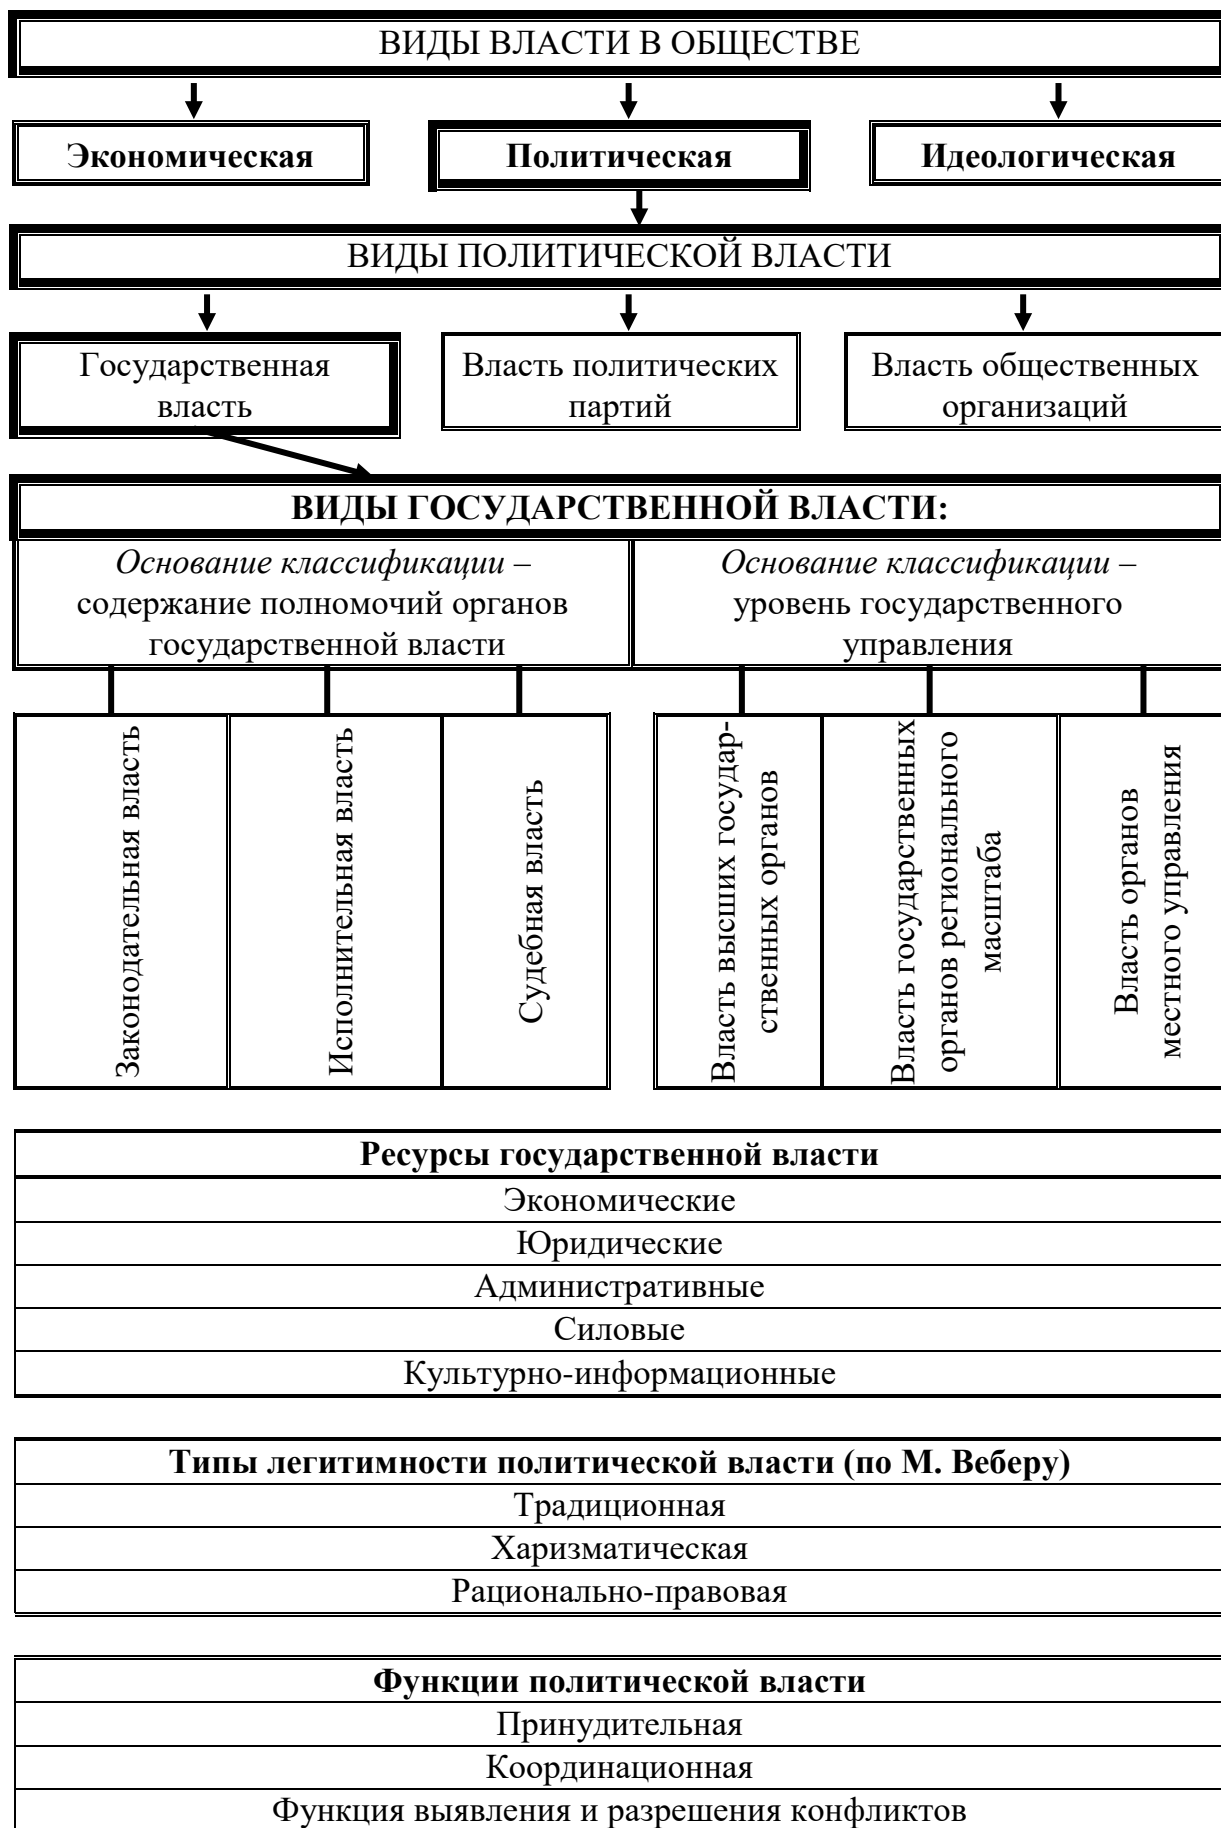 ВИДЫ ВЛАСТИ В ОБЩЕСТВЕ
Экономическая
Политическая
Идеологическая
ВИДЫ ПОЛИТИЧЕСКОЙ ВЛАСТИ
Государственная
власть
Власть политических
партий
Власть общественных
организаций
ВИДЫ ГОСУДАРСТВЕННОЙ ВЛАСТИ:
Основание классификации –
содержание полномочий органов
государственной власти
Основание классификации –
уровень государственного
управления
Законодательная власть
Исполнительная власть
Судебная власть
Власть высших государ-
ственных органов
Власть государственных
органов регионального
масштаба
Власть органов
местного управления
Ресурсы государственной власти
Экономические
Юридические
Административные
Силовые
Культурно-информационные
Типы легитимности политической власти (по М. Веберу)
Традиционная
Харизматическая
Рационально-правовая
Функции политической власти
Принудительная
Координационная
Функция выявления и разрешения конфликтов